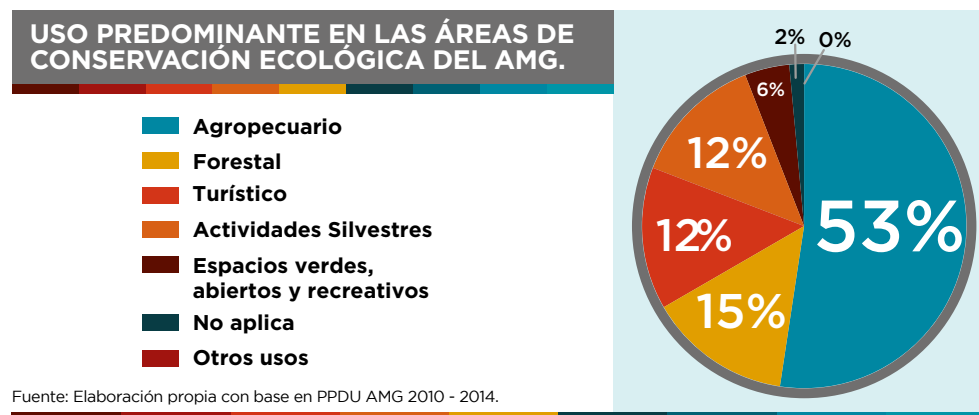 USO PREDOMINANTE EN LAS ÁREAS DE
CONSERVACIÓN ECOLÓGICA DEL AMG.
Agropecuario
Forestal
Turístico
Actividades Silvestres
Espacios verdes,
abiertos y recreativos
No aplica
Otros usos
Fuente: Elaboración propia con base en PPDU AMG 2010 - 2014.
2% 0%
6%
12%
12%
53%
15%